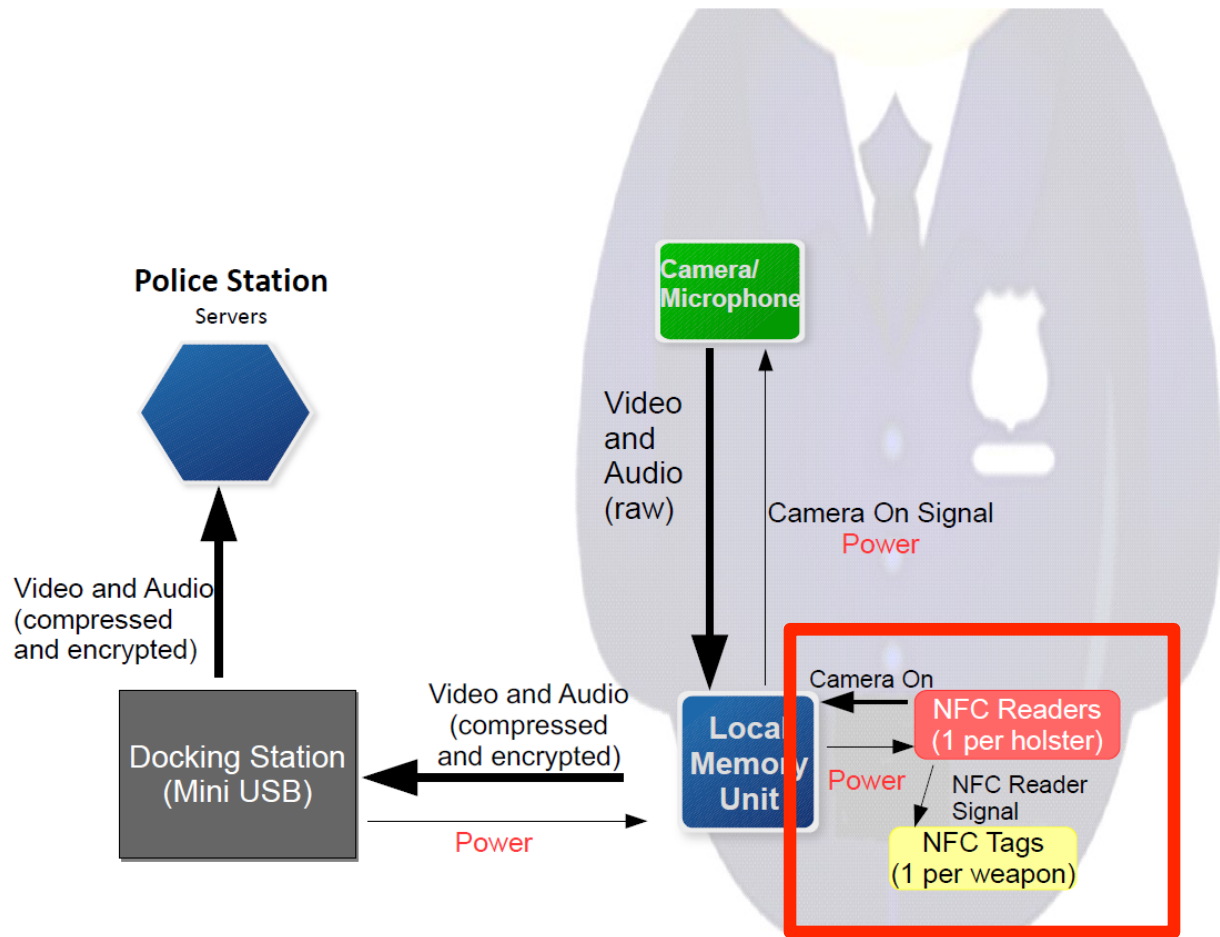 Police Station
Servers
Camera/
Microphone
Video
and
Audio
(raw)
Camera On Signal
Power
Video and Audio
(compressed
and encrypted)
Video and Audio
(compressed
and encrypted)
Docking Station
(Mini USB)
Power
Local
Memory
Unit
Camera On
NFC Readers
(1 per holster)
Power
NFC Reader
Signal
NFC Tags
(1 per weapon)